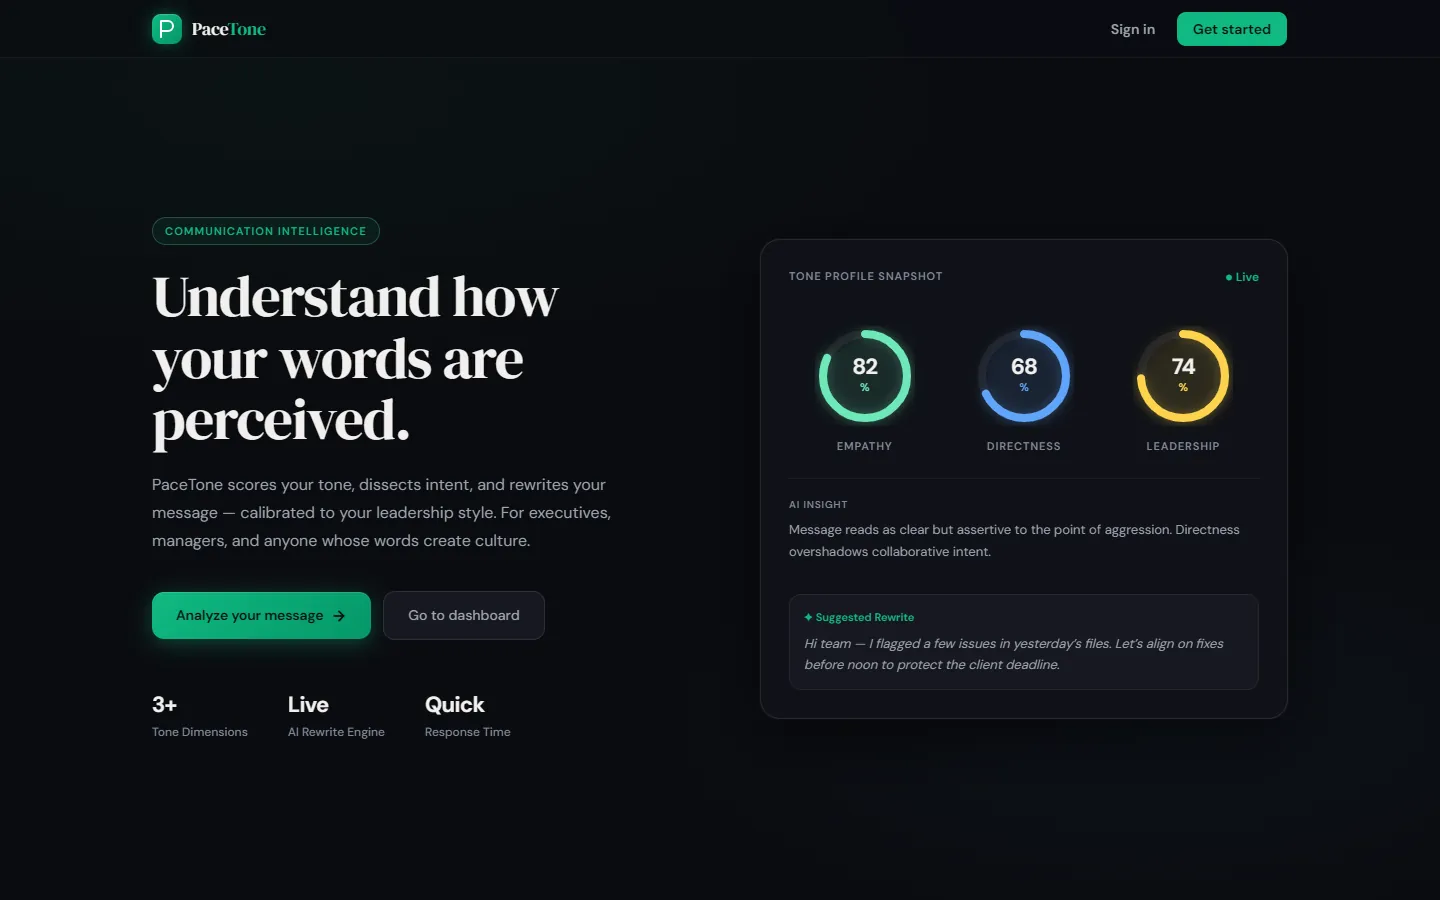 PaceTone
Sign in
Get started
COMMUNICATION INTELLIGENCE
Understand how
your words are
perceived.
PaceTone scores your tone, dissects intent, and rewrites your
message — calibrated to your leadership style. For executives,
managers, and anyone whose words create culture.
Analyze your message →
Go to dashboard
3+
Tone Dimensions
Live
AI Rewrite Engine
Quick
Response Time
TONE PROFILE SNAPSHOT
● Live
82
%
EMPATHY
68
%
DIRECTNESS
74
%
LEADERSHIP
AI INSIGHT
Message reads as clear but assertive to the point of aggression. Directness
overshadows collaborative intent.
✦ Suggested Rewrite
Hi team — I flagged a few issues in yesterday’s files. Let’s align on fixes
before noon to protect the client deadline.